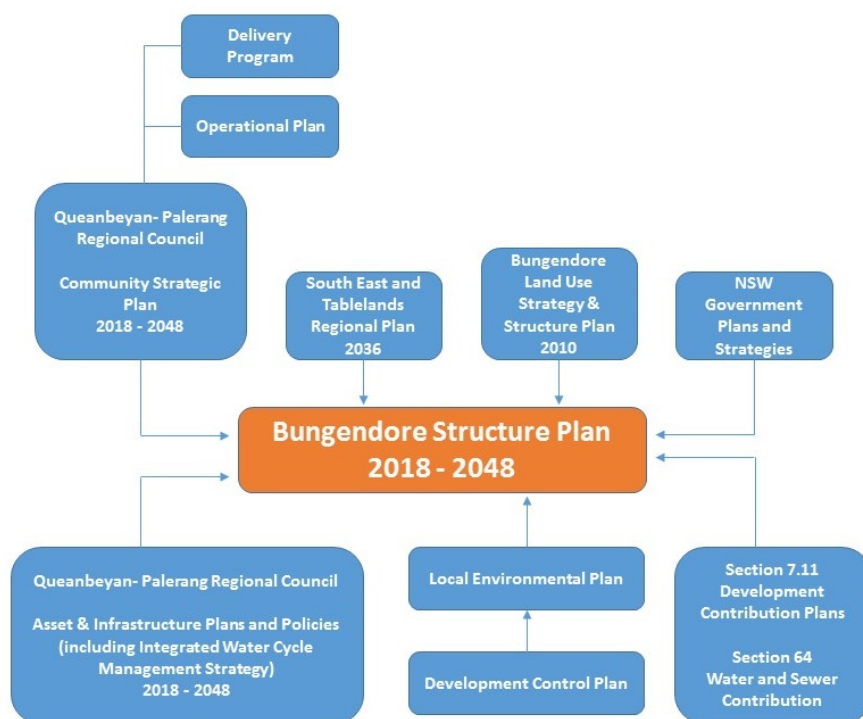 Delivery
Program
Operational Plan
Queanbeyan- Palerang
Regional Council
Community Strategic
Plan
2018 - 2048
South East and
Tablelands
Regional Plan
2036
Bungendore
Land Use
Strategy &
Structure Plan
2010
NSW
Government
Plans and
Strategies
Bungendore Structure Plan
2018 - 2048
Queanbeyan- Palerang Regional Council
Asset & Infrastructure Plans and Policies
(including Integrated Water Cycle
Management Strategy)
2018 - 2048
Local Environmental Plan
Development Control Plan
Section 7.11
Development
Contribution Plans
Section 64
Water and Sewer
Contribution